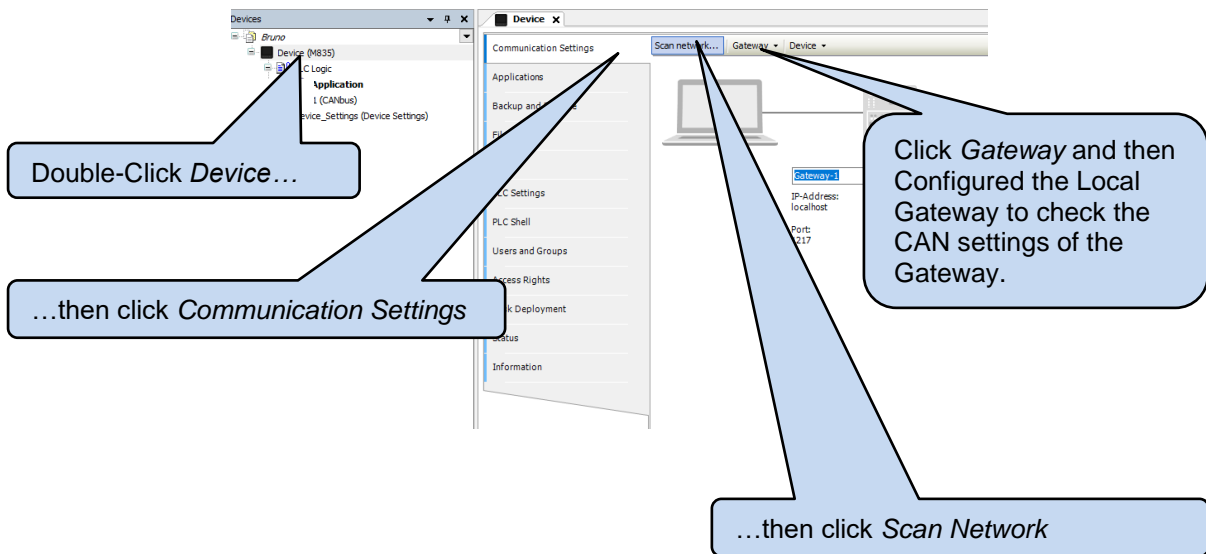 Devices
Bruno
Device (M835)
LC Logic
Application
1 (CANbus)
evice_Settings (Device Settings)
Device
Communication Settings
Applications
Backup and
PLC Shell
Users and Groups
Access Rights
Deployment
Status
Information
Scan network...
Gateway
Device
Gateway-1
IP-Address:
localhost
Port:
217
Double-Click Device…
…then click Communication Settings
Click Gateway and then
Configured the Local
Gateway to check the
CAN settings of the
Gateway.
…then click Scan Network